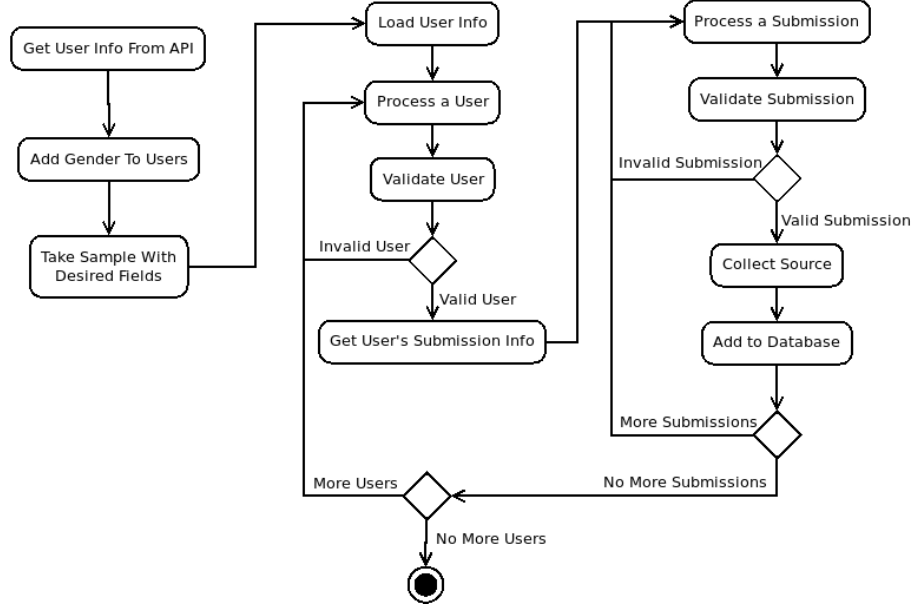 Get User Info From API
Add Gender To Users
Take Sample With
Desired Fields
Load User Info
Process a User
Validate User
Invalid User
Valid User
Get User's Submission Info
Process a Submission
Validate Submission
Invalid Submission
Valid Submission
Collect Source
Add to Database
More Submissions
No More Submissions
More Users
No More Users